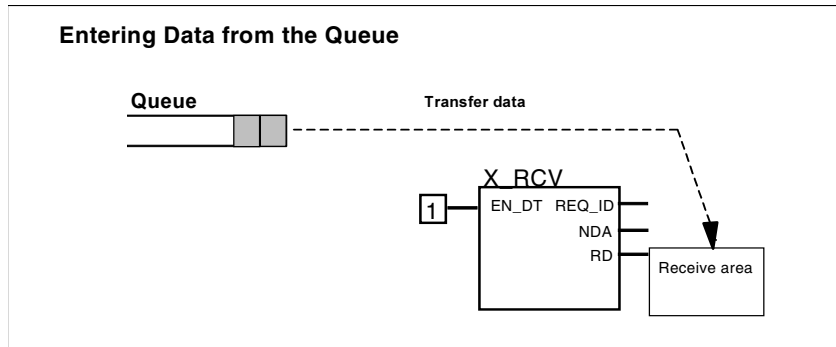 Entering Data from the Queue
Queue
Transfer data
X_RCV
1
EN_DT REQ_ID
NDA
RD
Receive area